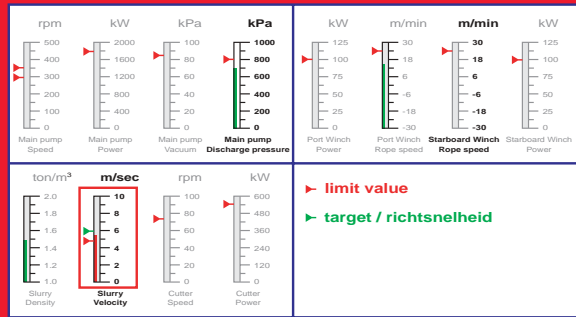 rpm kW kPa kPa
500 2000 100 1000
400 1600 80 800
300 1200 60 600
200 800 40 400
100 400 20 200
0 0 0 0
Main pump Main pump Main pump Main pump
Speed Power Vacuum Discharge pressure
kW m/min m/min kW
125 30 30 125
100 18 18 100
75 6 6 75
50 -6 -6 50
25 -18 -18 25
0 -30 -30 0
Port Winch Port Winch Starboard Winch Starboard Winch
Power Rope speed Rope speed Power
ton/m³ m/sec rpm kW
2.0 10 100 600
1.8 8 80 480
1.6 6 60 360
1.4 4 40 240
1.2 2 20 120
1.0 0 0 0
Slurry Slurry Cutter Cutter
Density Velocity Speed Power
limit value
target / richtsnelheid